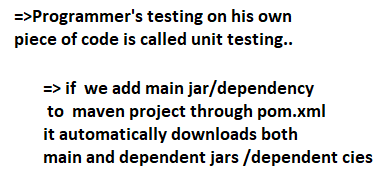 =>Programmer's testing on his own
piece of code is called unit testing..
=> if  we add main jar/dependency
to  maven project through pom.xml
it automatically downloads both
main and dependent jars /dependent cies